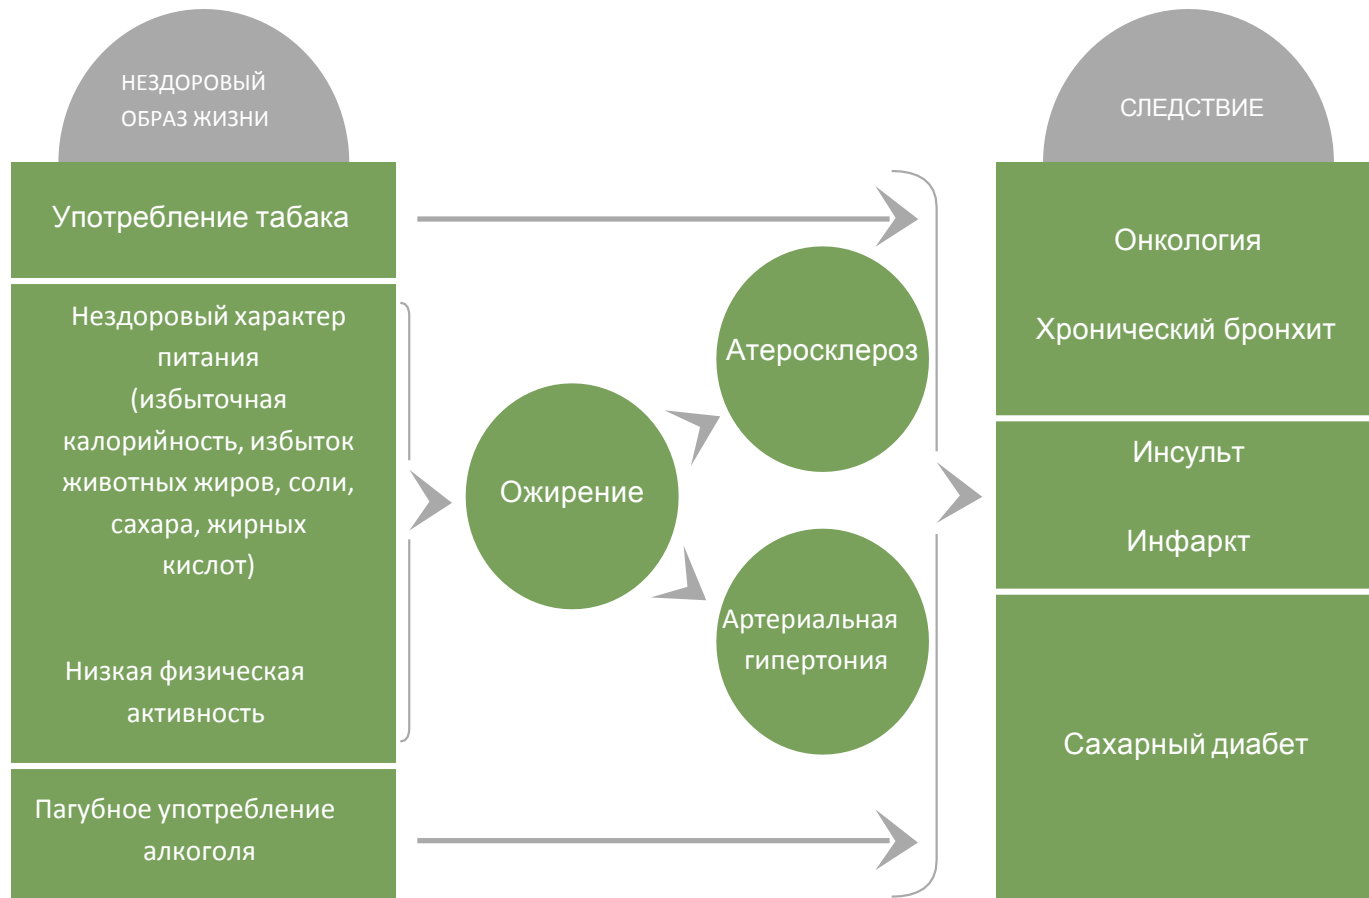 НЕЗДОРОВЫЙ
ОБРАЗ ЖИЗНИ
Употребление табака
Нездоровый характер
питания
(избыточная
калорийность, избыток
животных жиров, соли,
сахара, жирных
кислот)
Низкая физическая
активность
Пагубное употребление
алкоголя
Ожирение
Атеросклероз
Артериальная
гипертония
СЛЕДСТВИЕ
Онкология
Хронический бронхит
Инсульт
Инфаркт
Сахарный диабет